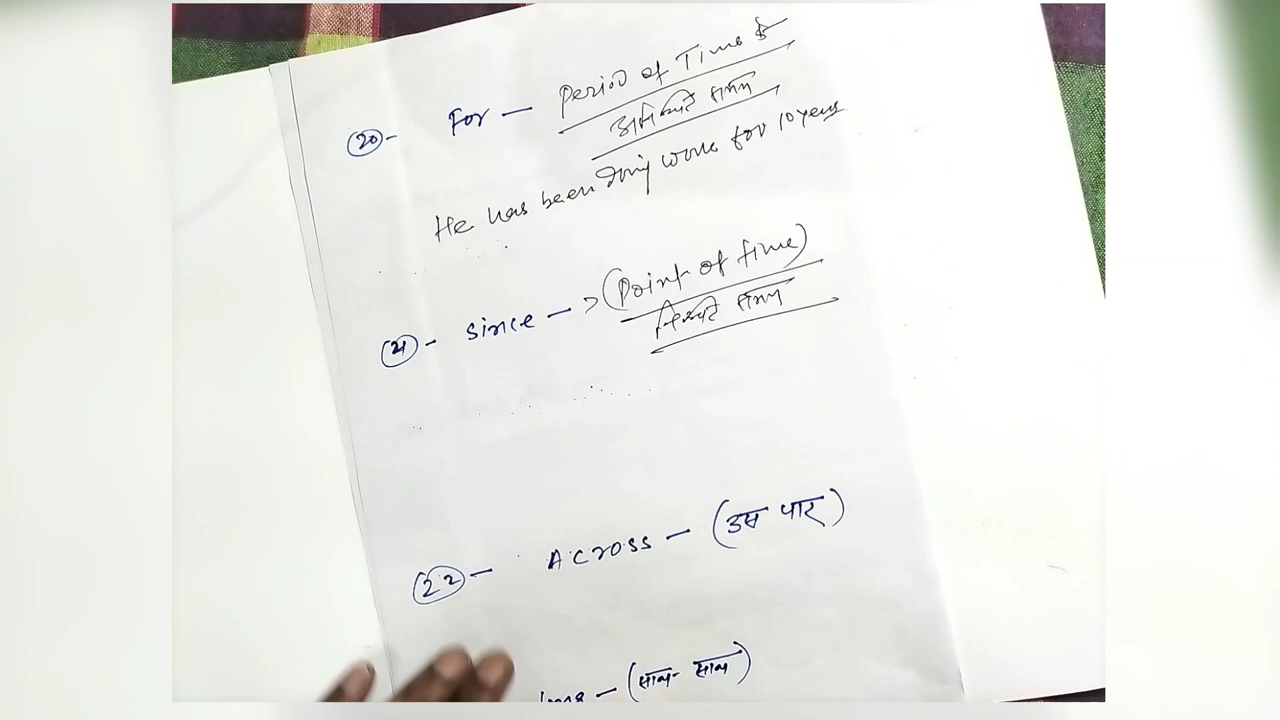 (20)- For — Period of Time के
अनिश्चित समय
He has been doing work for 10 years
(21)- Since —> (Point of time)
निश्चित समय
(22)- Across — (उस पार)
— (साथ-साथ)